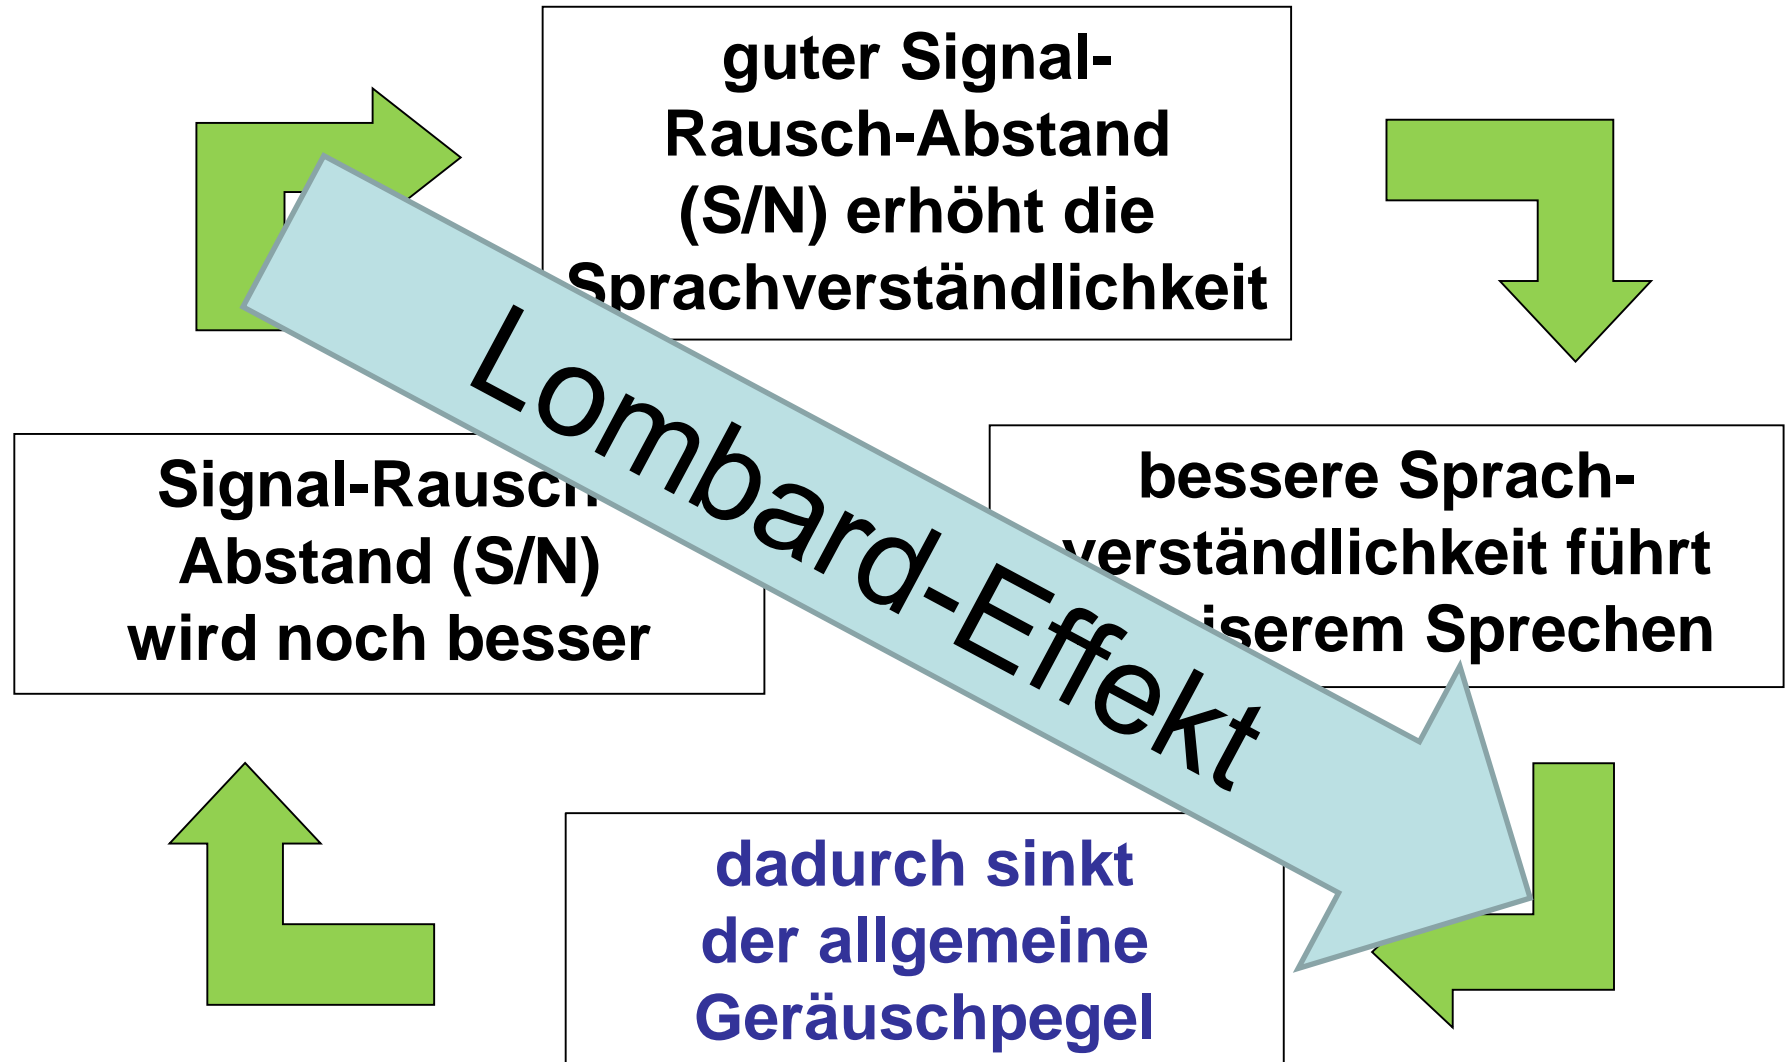 guter Signal-
Rausch-Abstand
(S/N) erhöht die
Sprachverständlichkeit
Lombard-Effekt
Signal-Rausch
Abstand (S/N)
wird noch besser
bessere Sprach-
verständlichkeit führt
Sprechen
dadurch sinkt
der allgemeine
Geräuschpegel